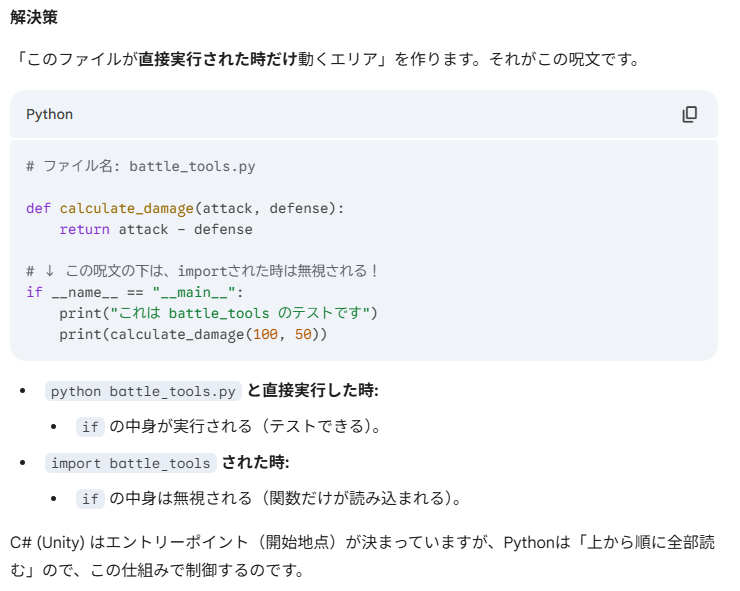 解決策
「このファイルが直接実行された時だけ動くエリア」を作ります。それがこの呪文です。
Python
# ファイル名: battle_tools.py
def calculate_damage(attack, defense):
    return attack - defense
# ↓ この呪文の下は、importされた時は無視される！
if __name__ == "__main__":
    print("これは battle_tools のテストです")
    print(calculate_damage(100, 50))
• python battle_tools.py と直接実行した時:
• if の中身が実行される（テストできる）。
• import battle_tools された時:
• if の中身は無視される（関数だけが読み込まれる）。
C# (Unity) はエントリーポイント（開始地点）が決まっていますが、Pythonは「上から順に全部読
む」ので、この仕組みで制御するのです。